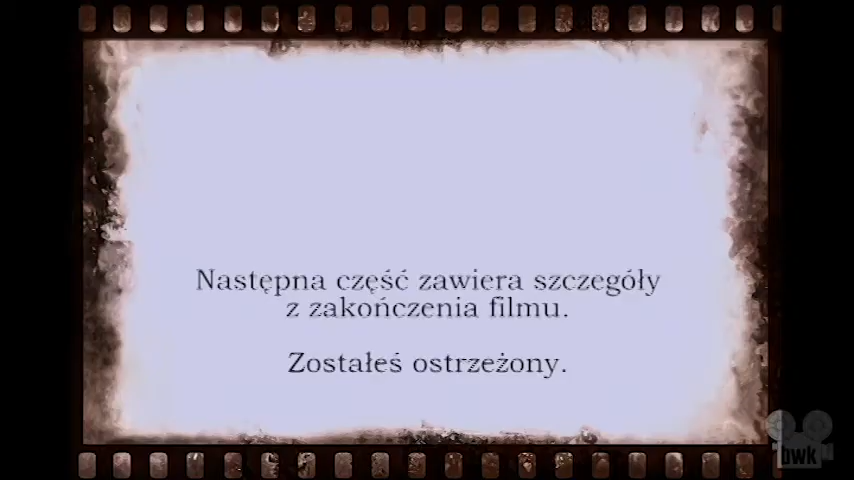 Następna część zawiera szczegóły
z zakończenia filmu.
Zostałeś ostrzeżony.
bwk